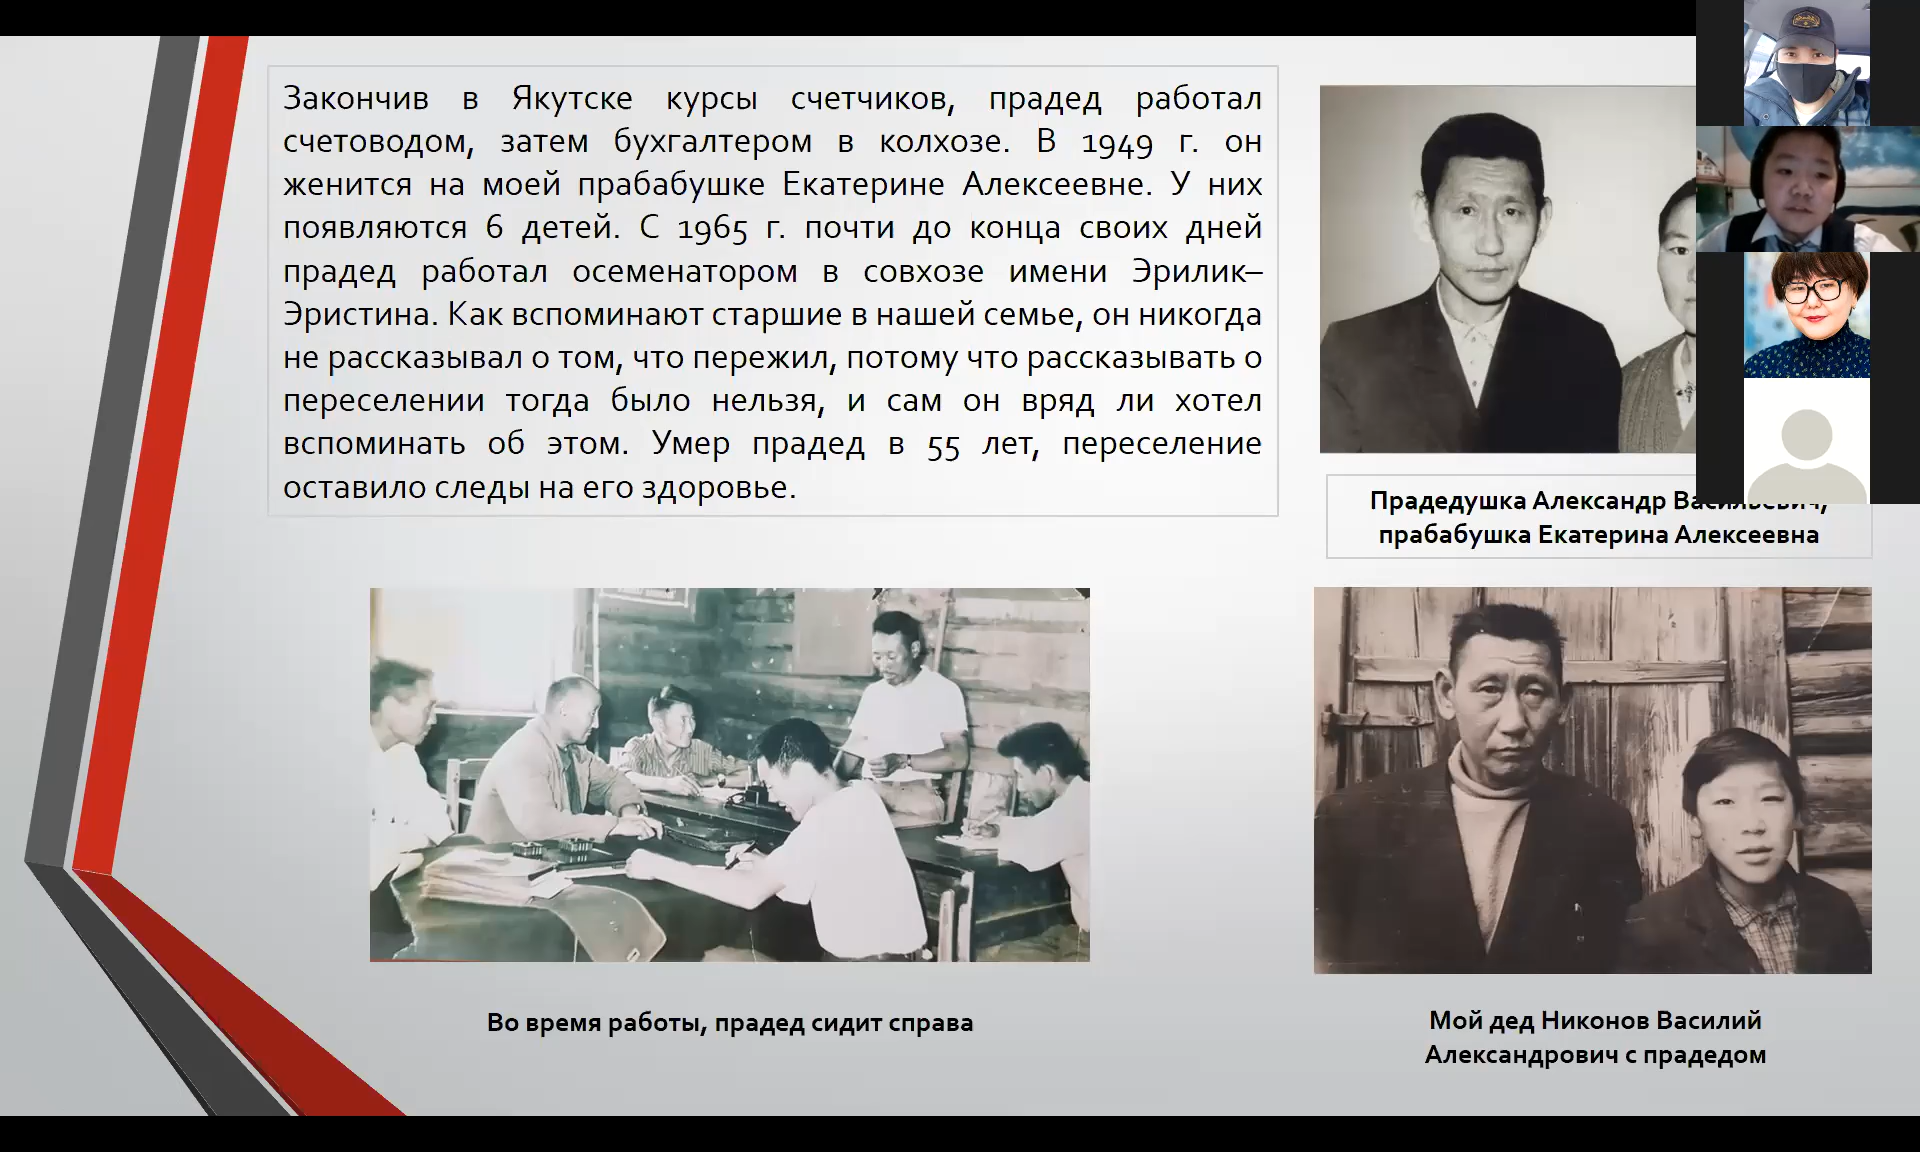 Закончив в Якутске курсы счетчиков, прадед работал
счетоводом, затем бухгалтером в колхозе. В 1949 г. он
женится на моей прабабушке Екатерине Алексеевне. У них
появляются 6 детей. С 1965 г. почти до конца своих дней
прадед работал осеменатором в совхозе имени Эрилик–
Эристина. Как вспоминают старшие в нашей семье, он никогда
не рассказывал о том, что пережил, потому что рассказывать о
переселении тогда было нельзя, и сам он вряд ли хотел
вспоминать об этом. Умер прадед в 55 лет, переселение
оставило следы на его здоровье.
Прадедушка Александр Васильевич,
прабабушка Екатерина Алексеевна
Во время работы, прадед сидит справа
Мой дед Никонов Василий
Александрович с прадедом